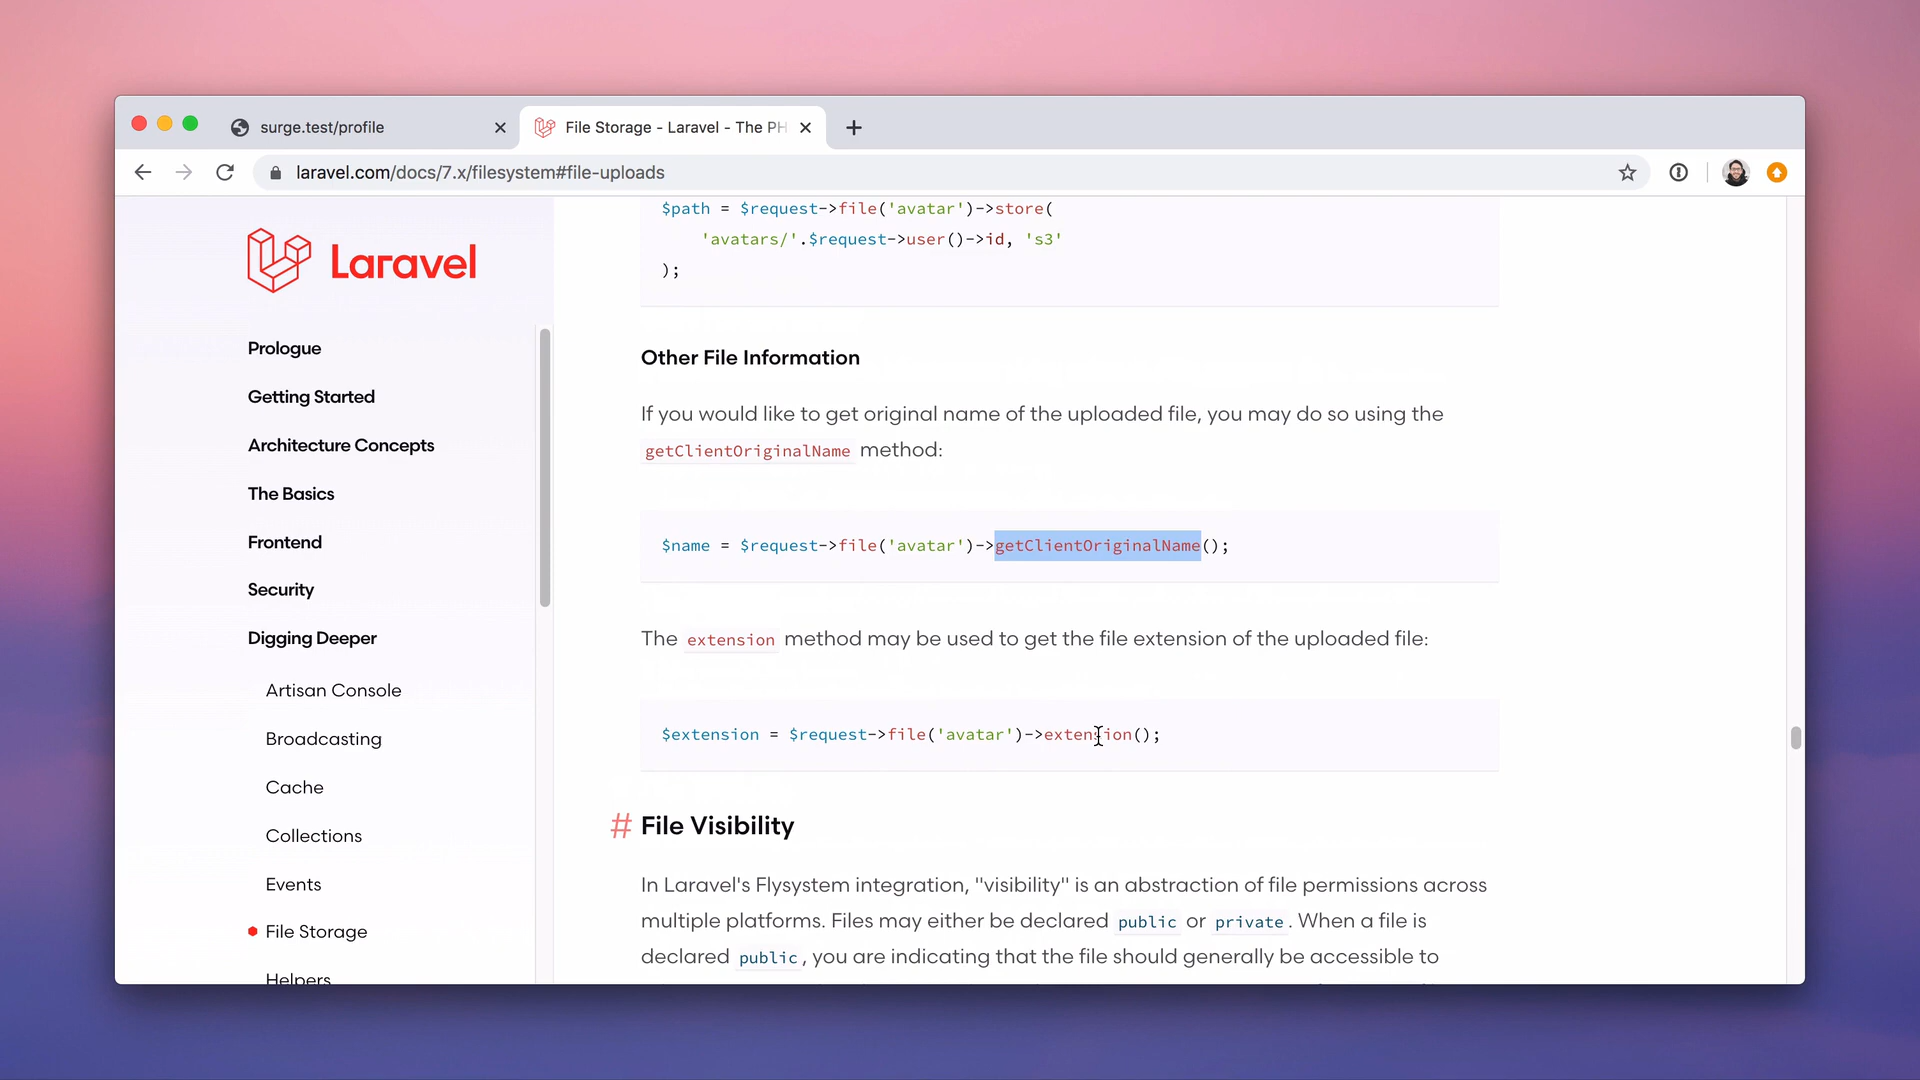 surge.test/profile
File Storage - Laravel - The PH
laravel.com/docs/7.x/filesystem#file-uploads
Laravel
Prologue
Getting Started
Architecture Concepts
The Basics
Frontend
Security
Digging Deeper
Artisan Console
Broadcasting
Cache
Collections
Events
File Storage
Helpers
$path = $request->file('avatar')->store(
'avatars/'.$request->user()->id, 's3'
);
Other File Information
If you would like to get original name of the uploaded file, you may do so using the
getClientOriginalName method:
$name = $request->file('avatar')->getClientOriginalName();
The extension method may be used to get the file extension of the uploaded file:
$extension = $request->file('avatar')->extension();
# File Visibility
In Laravel's Flysystem integration, "visibility" is an abstraction of file permissions across
multiple platforms. Files may either be declared public or private. When a file is
declared public, you are indicating that the file should generally be accessible to